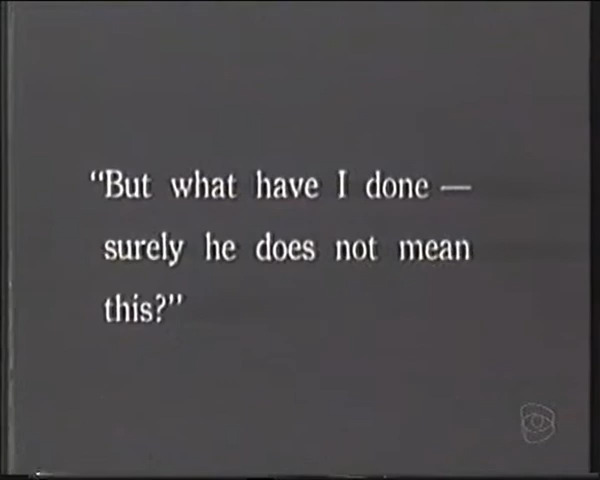 “But what have I done —
surely he does not mean
this?”